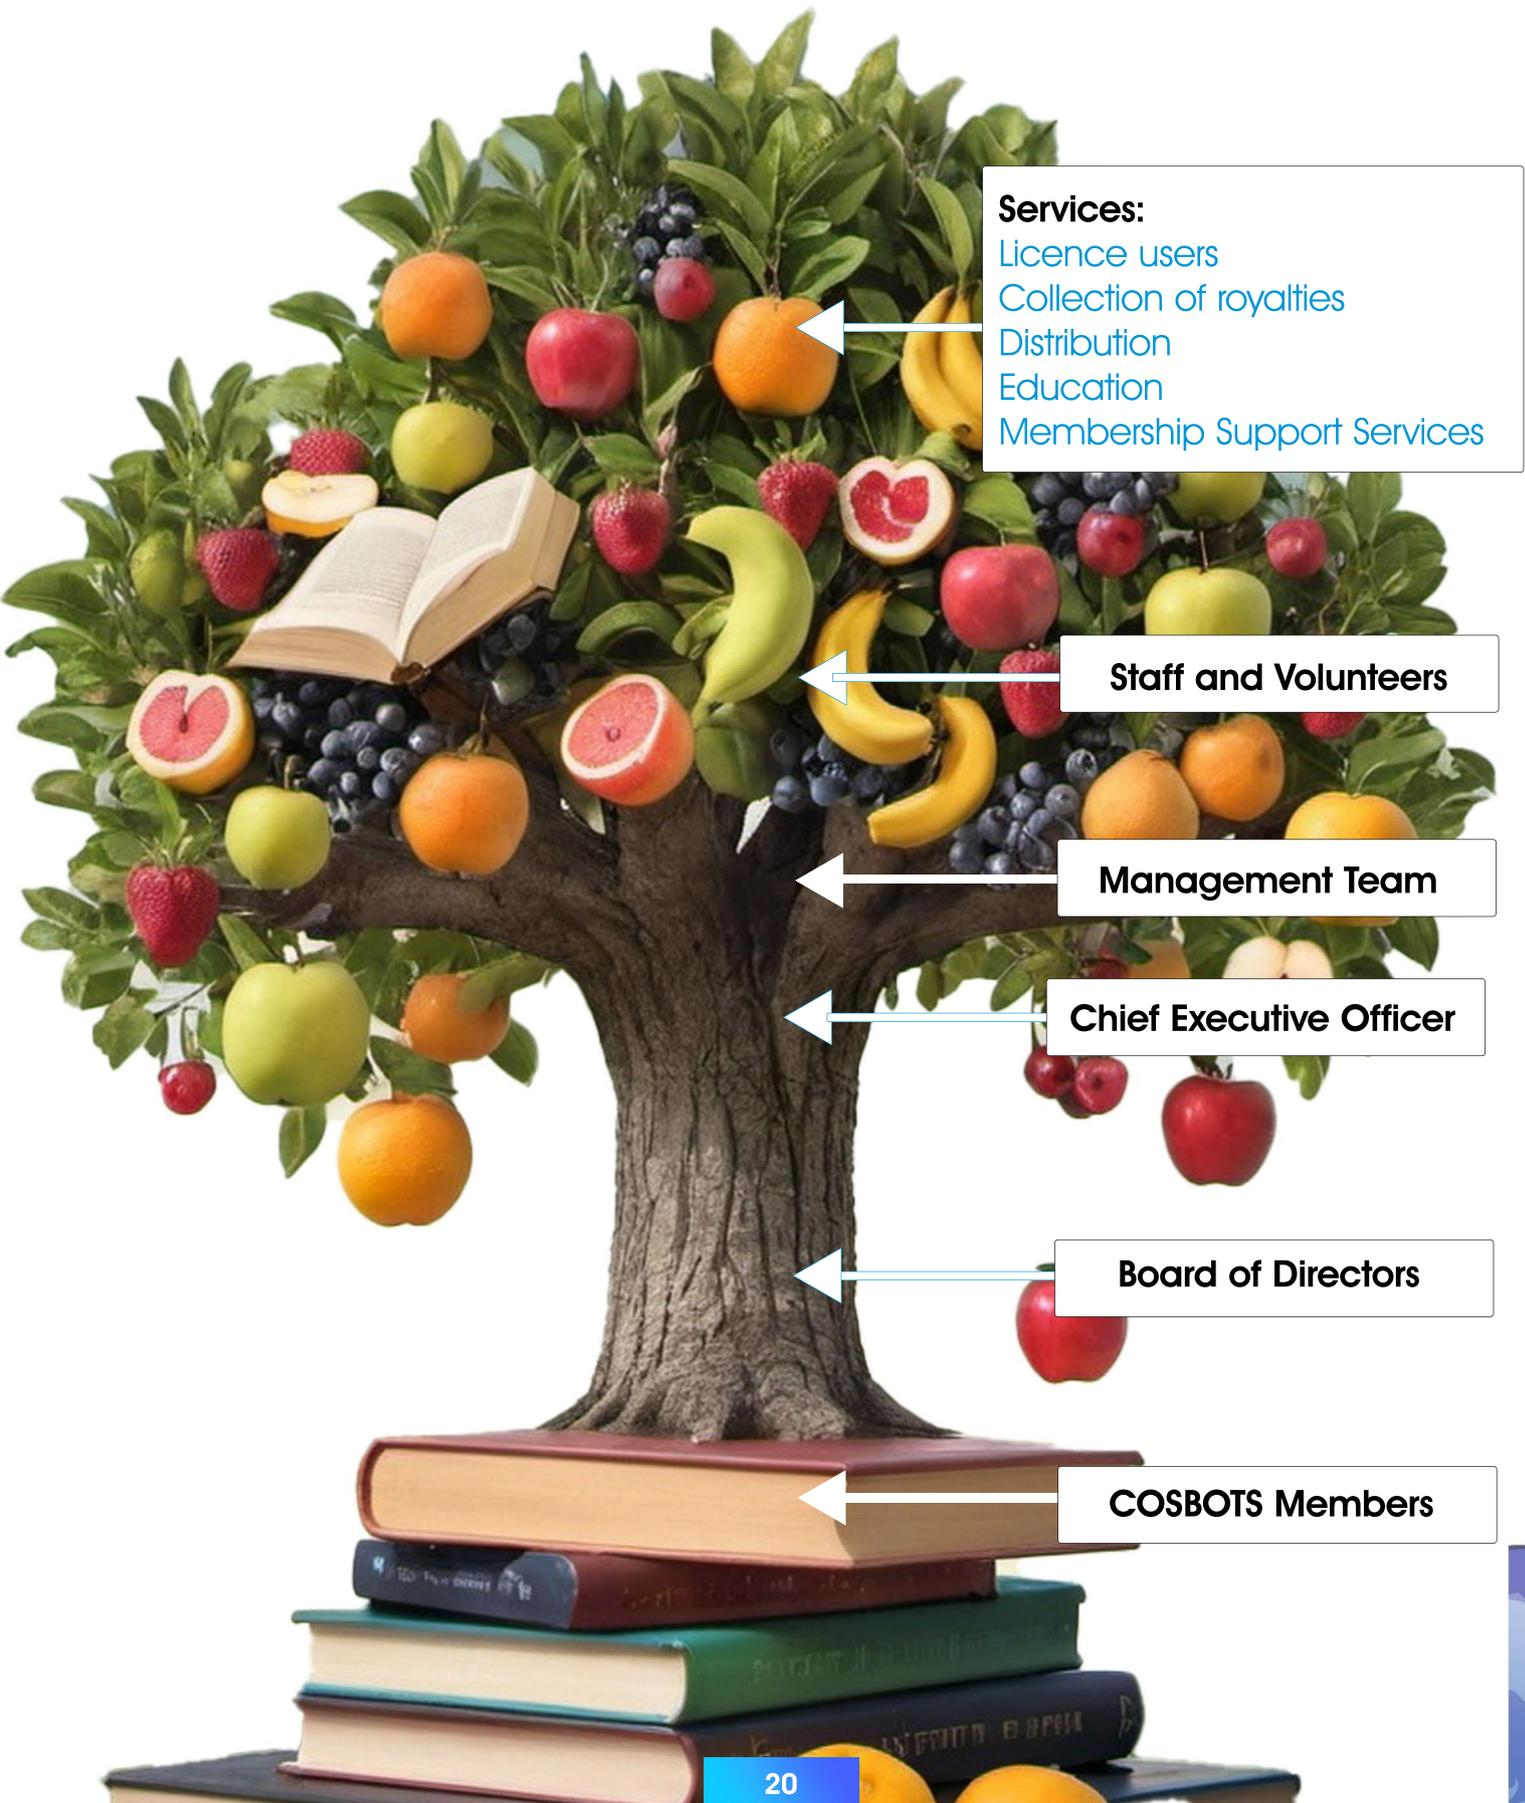 Services:
Licence users
Collection of royalties
Distribution
Education
Membership Support Services
Staff and Volunteers
Management Team
Chief Executive Officer
Board of Directors
COSBOTS Members
20